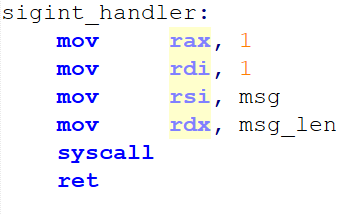 sigint_handler:
    mov     rax, 1
    mov     rdi, 1
    mov     rsi, msg
    mov     rdx, msg_len
    syscall
    ret